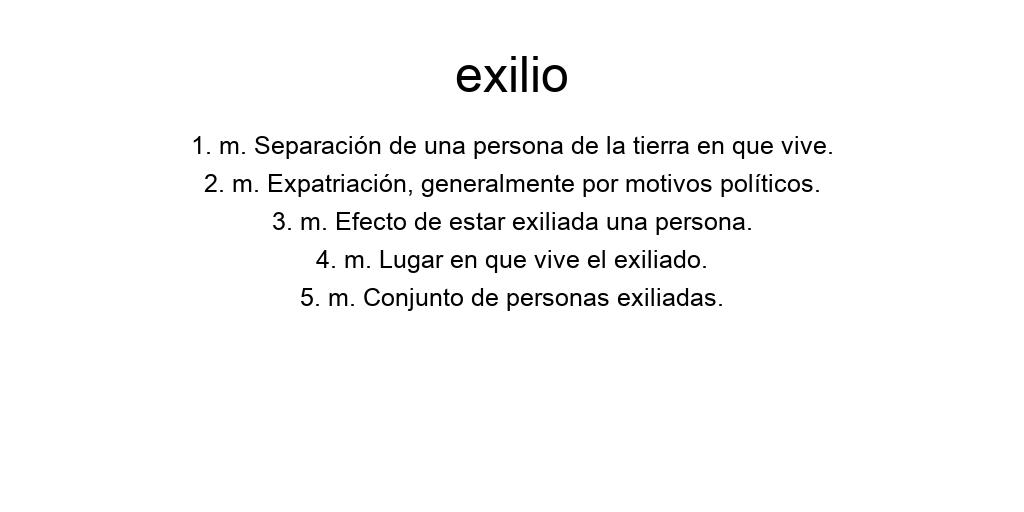 exilio
1. m. Separación de una persona de la tierra en que vive.
2. m. Expatriación, generalmente por motivos políticos.
3. m. Efecto de estar exiliada una persona.
4. m. Lugar en que vive el exiliado.
5. m. Conjunto de personas exiliadas.